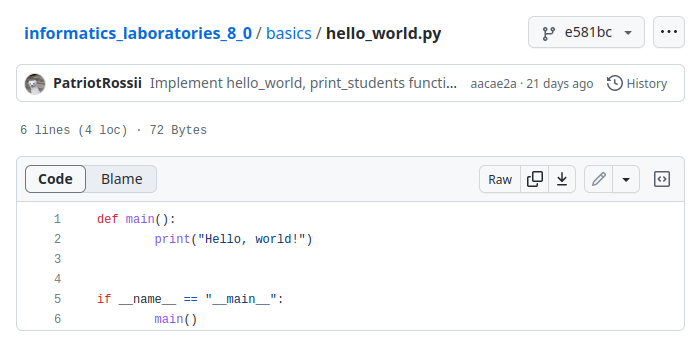 informatics_laboratories_8_0 / basics / hello_world.py
e581bc
PatriotRossii Implement hello_world, print_students functi... aacae2a · 21 days ago History
6 lines (4 loc) · 72 Bytes
Code Blame Raw
1 def main():
2 print("Hello, world!")
3
4
5 if __name__ == "__main__":
6 main()